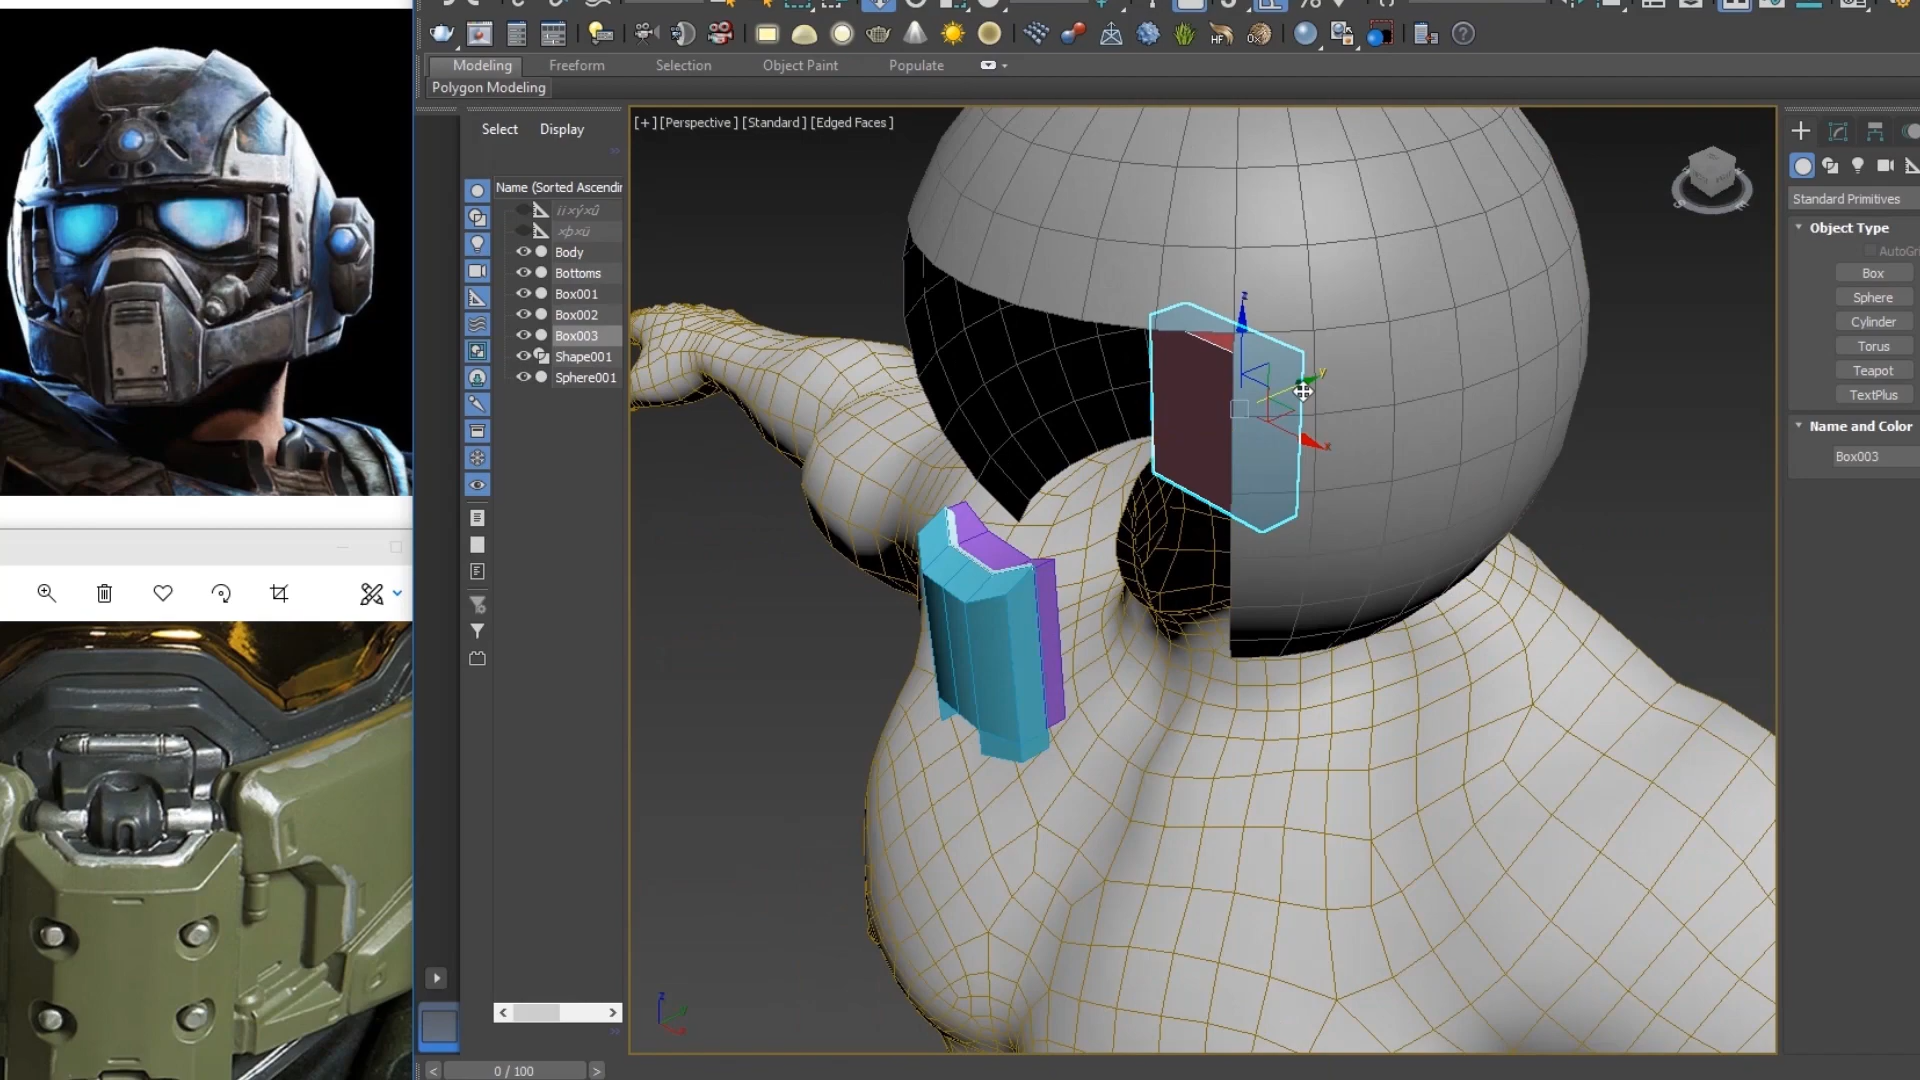 Modeling
Freeform
Selection
Object Paint
Populate
Polygon Modeling
Select
Display
[+] [Perspective ] [Standard ] [Edged Faces ]
Name (Sorted Ascendin
Body
Bottoms
Box001
Box002
Box003
Shape001
Sphere001
Standard Primitives
Object Type
AutoGri
Box
Sphere
Cylinder
Torus
Teapot
TextPlus
Name and Color
Box003
z
y
x
z
0 / 100